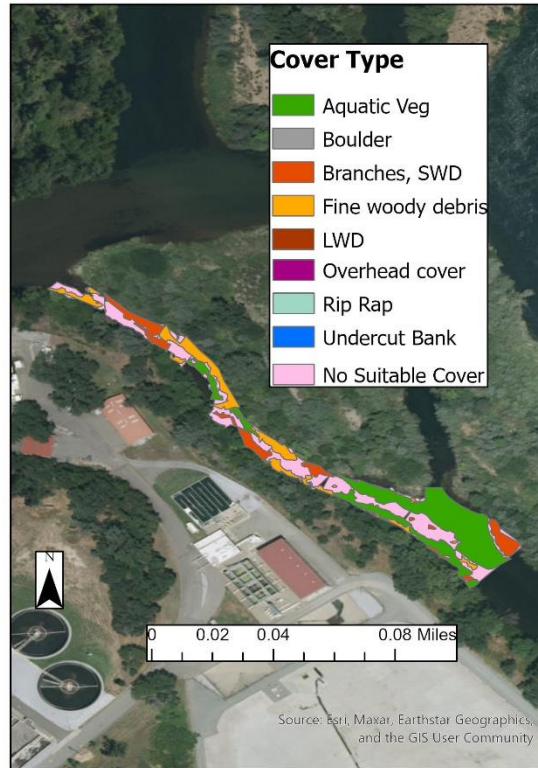 Cover Type
Aquatic Veg
Boulder
Branches, SWD
Fine woody debris
LWD
Overhead cover
Rip Rap
Undercut Bank
No Suitable Cover
N
0 0.02 0.04 0.08 Miles
Source: Esri, Maxar, Earthstar Geographics,
and the GIS User Community